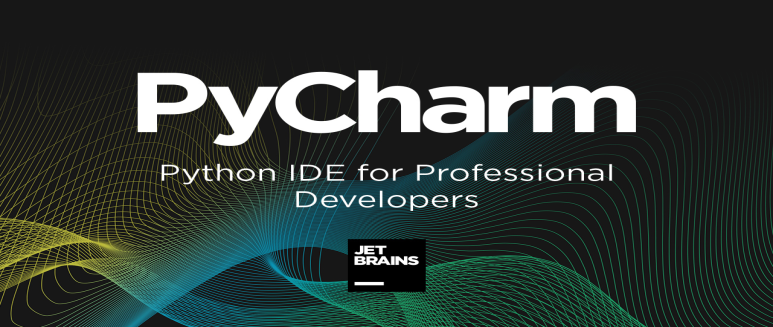 PyCharm
Python IDE for Professional
Developers
JET
BRAINS